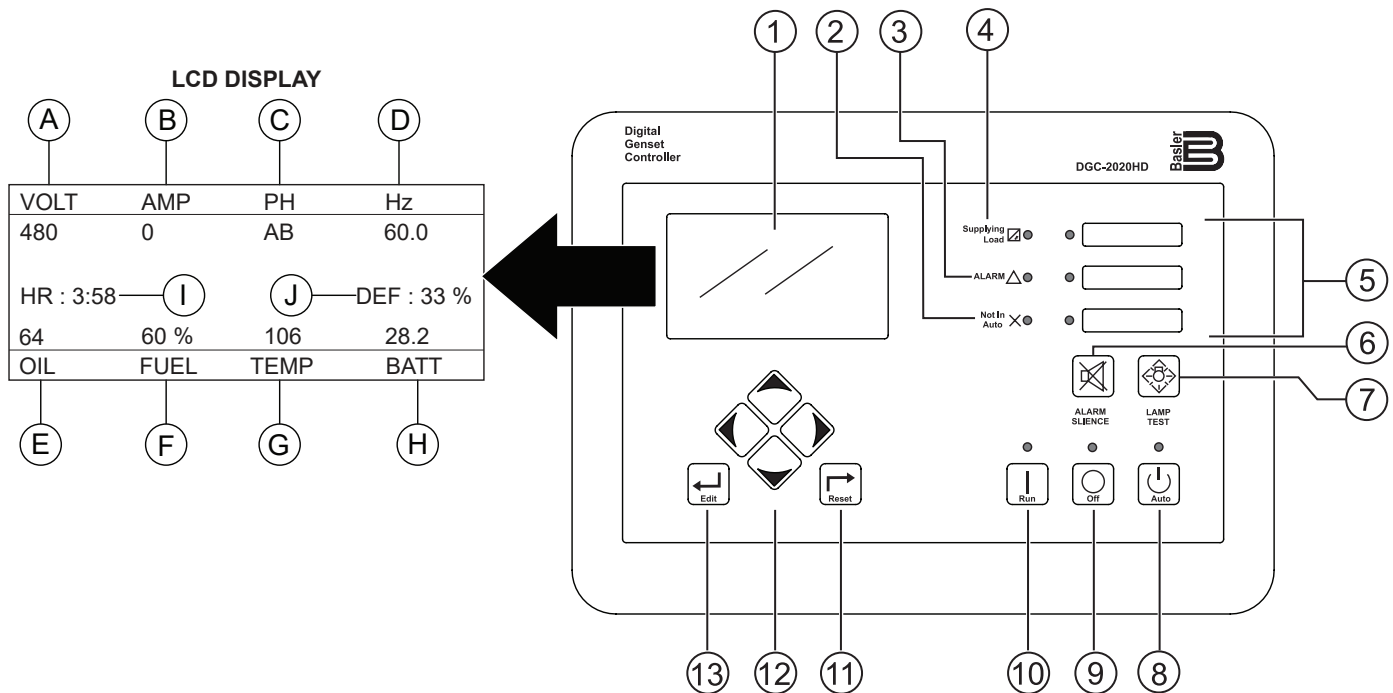 LCD DISPLAY
A B C D
VOLT AMP PH Hz
480 0 AB 60.0
HR : 3:58 I J DEF : 33 %
64 60 % 106 28.2
OIL FUEL TEMP BATT
E F G H
1 2 3 4
Digital
Genset
Controller
DGC-2020HD
Basler
Supplying
Load
ALARM
Not In
Auto
5
6
7
ALARM
SLIENCE
LAMP
TEST
Edit
Reset
Run
Off
Auto
13 12 11 10 9 8